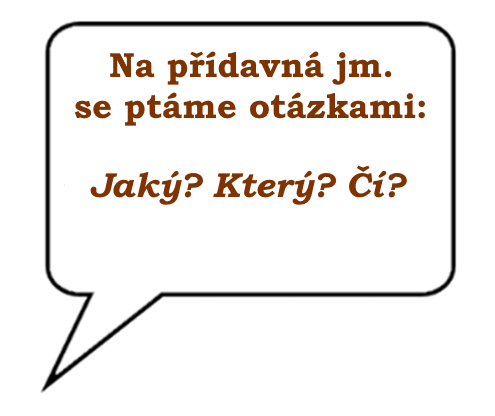 Na přídavná jm.
se ptáme otázkami:
Jaký? Který? Čí?